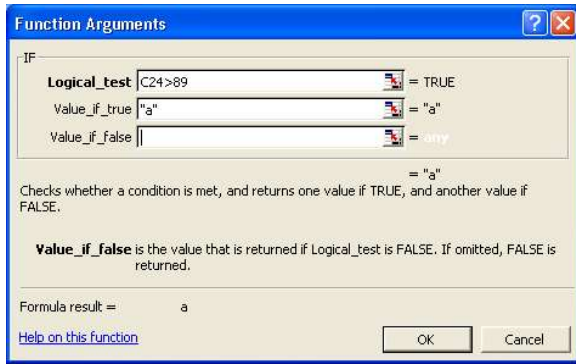 Function Arguments
IF
Logical_test C24>89 = TRUE
Value_if_true "a" = "a"
Value_if_false = any
= "a"
Checks whether a condition is met, and returns one value if TRUE, and another value if
FALSE.
Value_if_false is the value that is returned if Logical_test is FALSE. If omitted, FALSE is
returned.
Formula result = a
Help on this function
OK Cancel